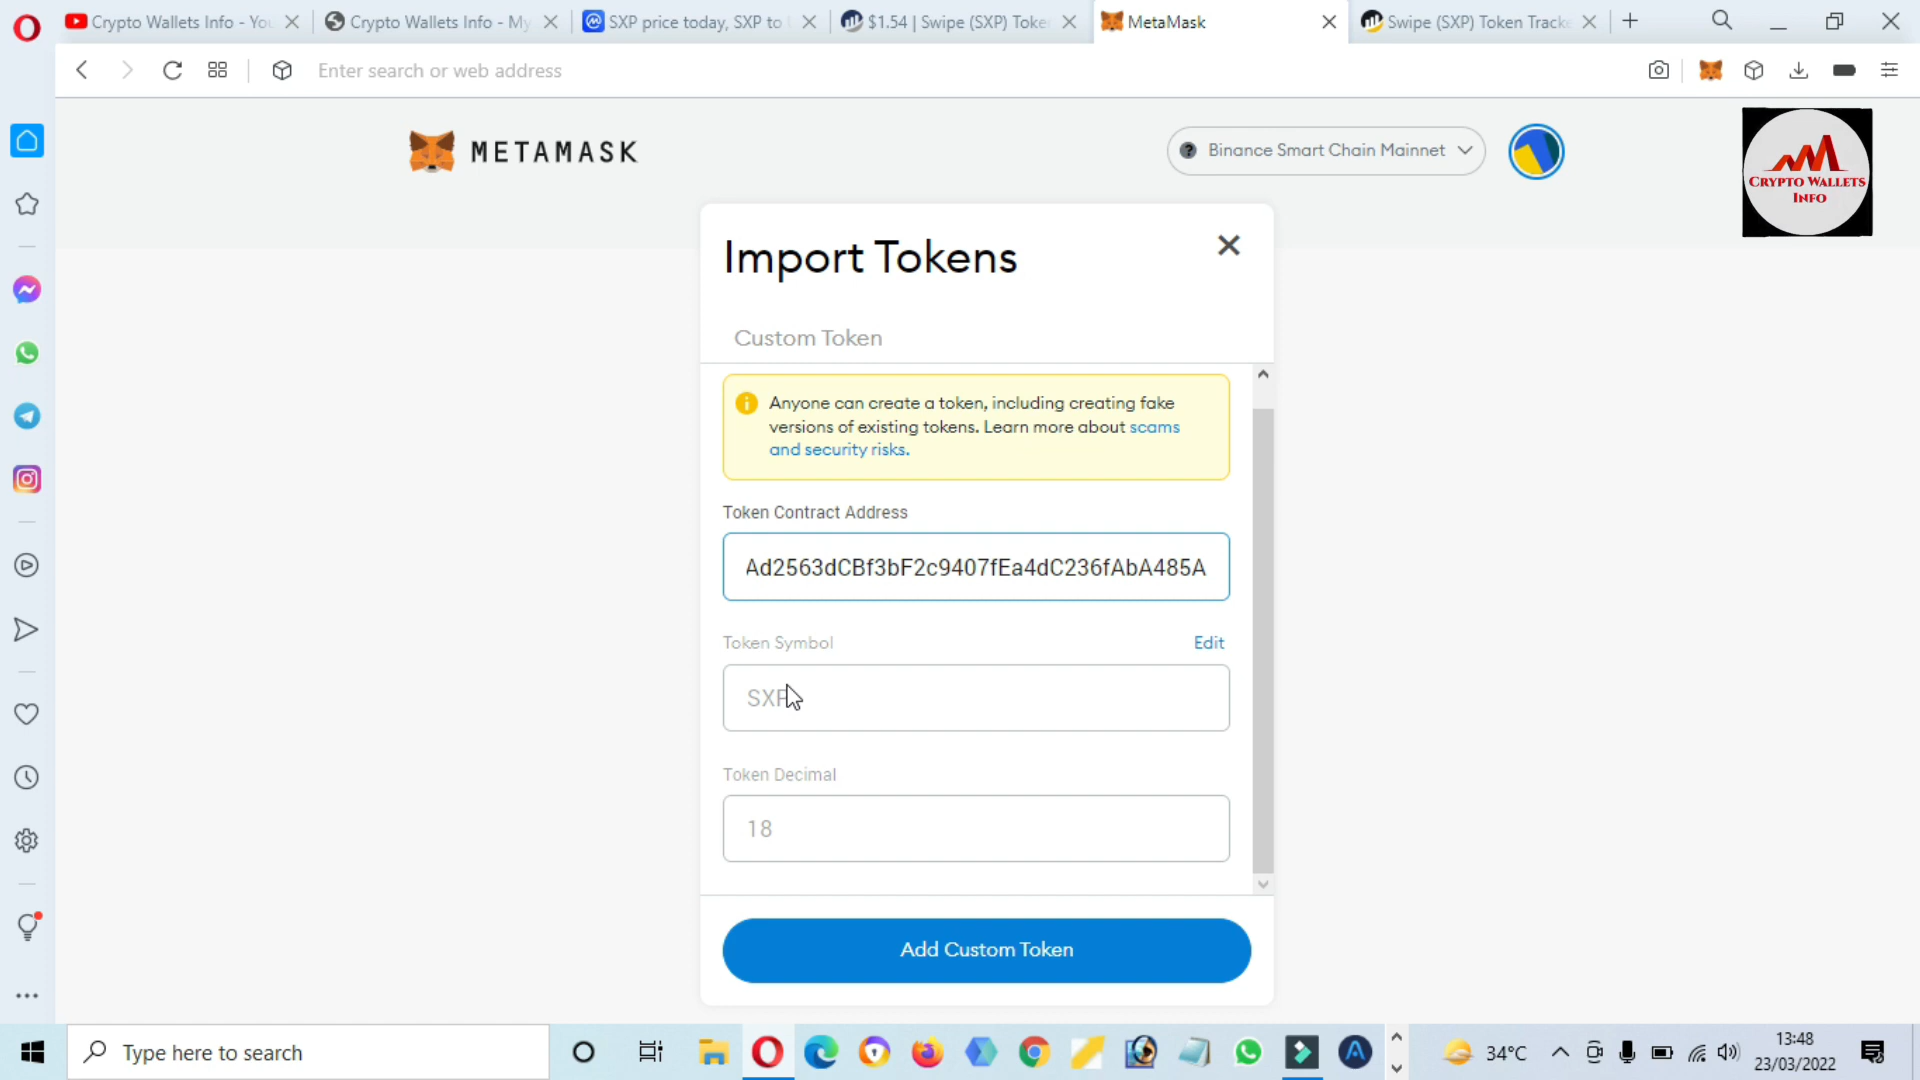 Crypto Wallets Info - You
Crypto Wallets Info - My
SXP price today, SXP to
$1.54 | Swipe (SXP) Token
MetaMask
Swipe (SXP) Token Tracke
Enter search or web address
METAMASK
Binance Smart Chain Mainnet
CRYPTO WALLETS
INFO
Import Tokens
Custom Token
Anyone can create a token, including creating fake
versions of existing tokens. Learn more about scams
and security risks.
Token Contract Address
Ad2563dCBf3bF2c9407fEa4dC236fAbA485A
Token Symbol
Edit
SXP
Token Decimal
18
Add Custom Token
Type here to search
34°C
13:48
23/03/2022